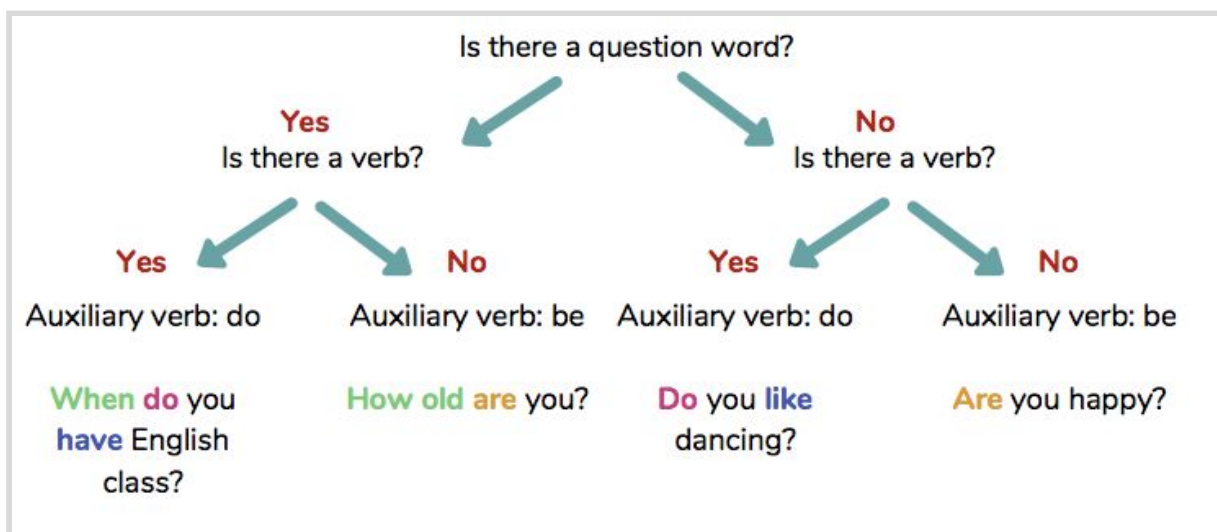 Is there a question word?
Yes
No
Is there a verb?
Is there a verb?
Yes
No
Yes
No
Auxiliary verb: do
Auxiliary verb: be
Auxiliary verb: do
Auxiliary verb: be
When do you
have English
class?
How old are you?
Do you like
dancing?
Are you happy?